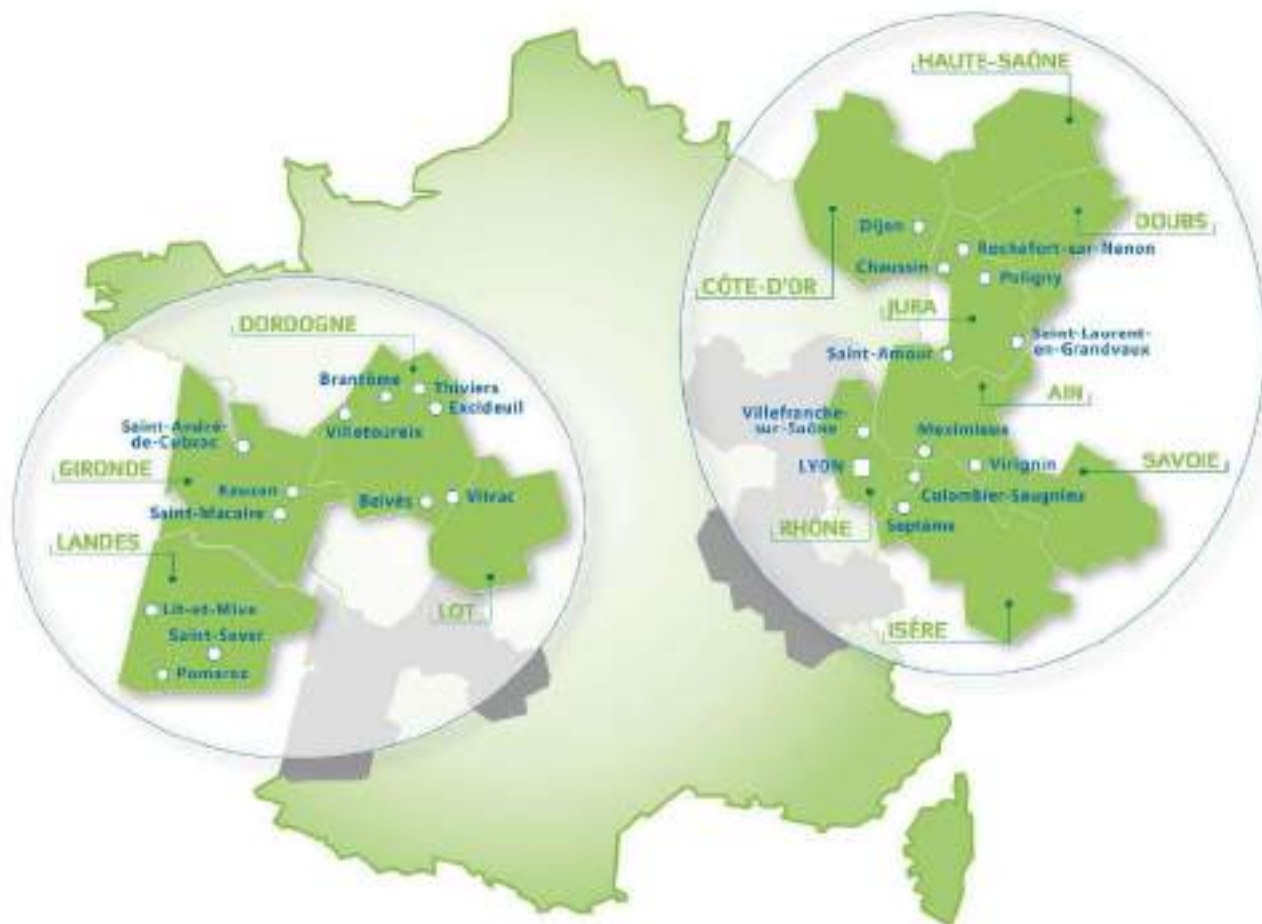 HAUTE-SAÔNE
Dijon
DOUBS
Rochefort-sur-Nenon
Chaussin
Poligny
CÔTE-D'OR
JURA
Saint-Laurent-
en-Grandvaux
Saint-Amour
AIN
Villefranche-
sur-Saône
Meximieux
LYON
Virignin
SAVOIE
Colombier-Saugnieu
RHÔNE
Septème
ISÈRE
DORDOGNE
Brantôme
Thiviers
Excideuil
Saint-André-
de-Cubzac
Villetoureix
GIRONDE
Rauzan
Belvès
Vitrac
Saint-Macaire
LANDES
Lit-et-Mixe
LOT
Saint-Sever
Pomarez